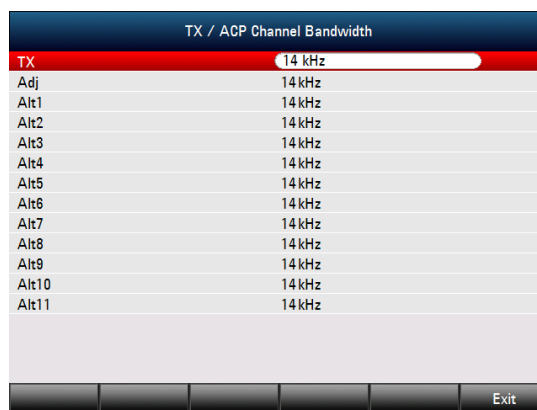 TX / ACP Channel Bandwidth
TX 14 kHz
Adj 14 kHz
Alt1 14 kHz
Alt2 14 kHz
Alt3 14 kHz
Alt4 14 kHz
Alt5 14 kHz
Alt6 14 kHz
Alt7 14 kHz
Alt8 14 kHz
Alt9 14 kHz
Alt10 14 kHz
Alt11 14 kHz
Exit